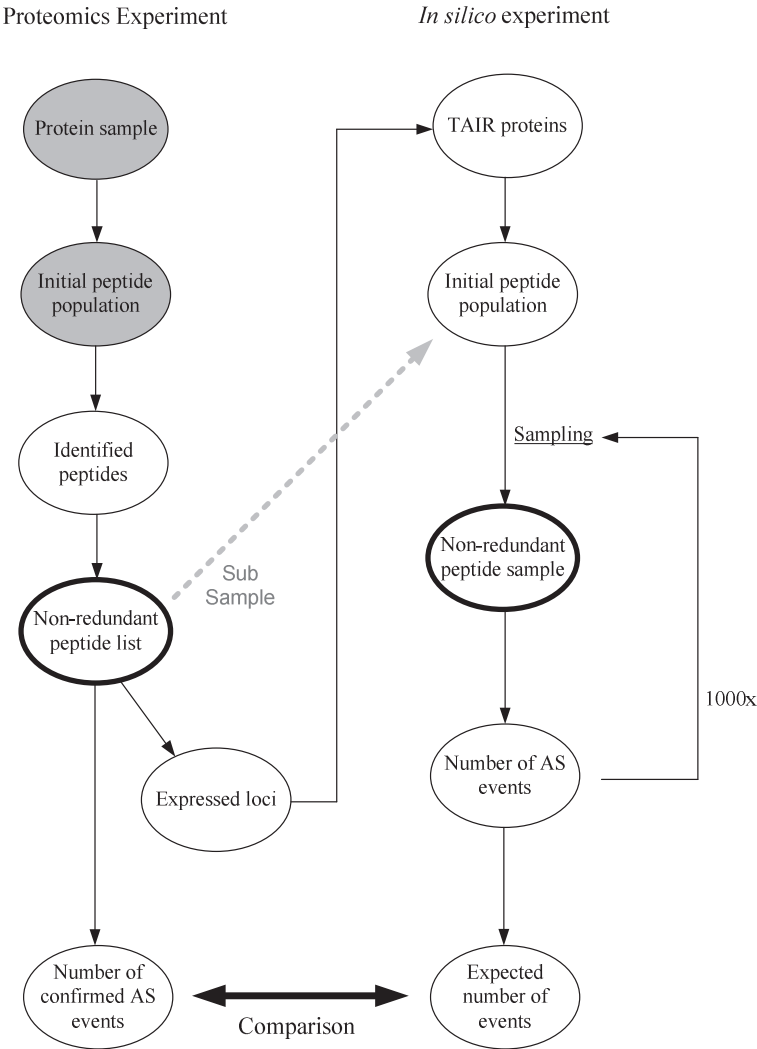 Proteomics Experiment
In silico experiment
Protein sample
TAIR proteins
Initial peptide
population
Initial peptide
population
Identified
peptides
Sampling
Non-redundant
peptide sample
Sub
Sample
Non-redundant
peptide list
1000x
Number of AS
events
Expressed loci
Number of
confirmed AS
events
Comparison
Expected
number of
events